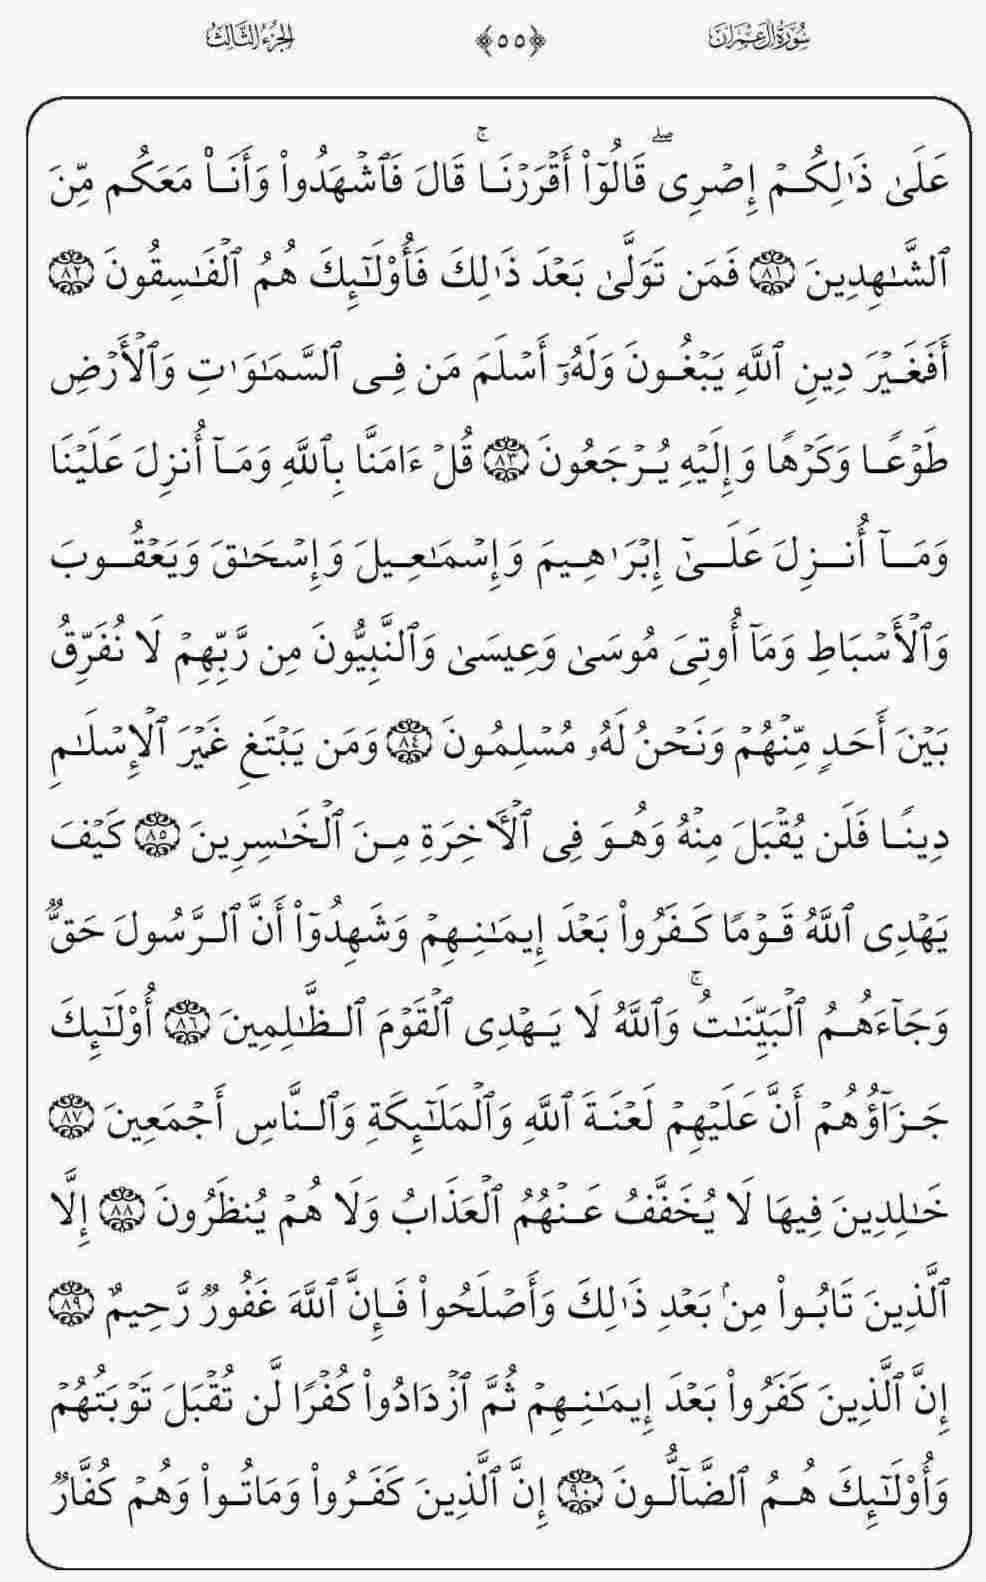 سُورَةُ آلِ عِمْرَانَ ﴿٥٥﴾ الجُزْءُ الثَّالِثُ
عَلَىٰ ذَٰلِكُمْ إِصْرِى ۖ قَالُوٓا۟ أَقْرَرْنَا ۚ قَالَ فَٱشْهَدُوا۟ وَأَنَا۠ مَعَكُم مِّنَ
ٱلشَّـٰهِدِينَ ٨١ فَمَن تَوَلَّىٰ بَعْدَ ذَٰلِكَ فَأُو۟لَـٰٓئِكَ هُمُ ٱلْفَـٰسِقُونَ ٨٢
أَفَغَيْرَ دِينِ ٱللَّهِ يَبْغُونَ وَلَهُۥٓ أَسْلَمَ مَن فِى ٱلسَّمَـٰوَٰتِ وَٱلْأَرْضِ
طَوْعًا وَكَرْهًا وَإِلَيْهِ يُرْجَعُونَ ٨٣ قُلْ ءَامَنَّا بِٱللَّهِ وَمَآ أُنزِلَ عَلَيْنَا
وَمَآ أُنزِلَ عَلَىٰٓ إِبْرَٰهِيمَ وَإِسْمَـٰعِيلَ وَإِسْحَـٰقَ وَيَعْقُوبَ
وَٱلْأَسْبَاطِ وَمَآ أُوتِىَ مُوسَىٰ وَعِيسَىٰ وَٱلنَّبِيُّونَ مِن رَّبِّهِمْ لَا نُفَرِّقُ
بَيْنَ أَحَدٍ مِّنْهُمْ وَنَحْنُ لَهُۥ مُسْلِمُونَ ٨٤ وَمَن يَبْتَغِ غَيْرَ ٱلْإِسْلَـٰمِ
دِينًا فَلَن يُقْبَلَ مِنْهُ وَهُوَ فِى ٱلْـَٔاخِرَةِ مِنَ ٱلْخَـٰسِرِينَ ٨٥ كَيْفَ
يَهْدِى ٱللَّهُ قَوْمًا كَفَرُوا۟ بَعْدَ إِيمَـٰنِهِمْ وَشَهِدُوٓا۟ أَنَّ ٱلرَّسُولَ حَقٌّ
وَجَآءَهُمُ ٱلْبَيِّنَـٰتُ ۚ وَٱللَّهُ لَا يَهْدِى ٱلْقَوْمَ ٱلظَّـٰلِمِينَ ٨٦ أُو۟لَـٰٓئِكَ
جَزَآؤُهُمْ أَنَّ عَلَيْهِمْ لَعْنَةَ ٱللَّهِ وَٱلْمَلَـٰٓئِكَةِ وَٱلنَّاسِ أَجْمَعِينَ ٨٧
خَـٰلِدِينَ فِيهَا لَا يُخَفَّفُ عَنْهُمُ ٱلْعَذَابُ وَلَا هُمْ يُنظَرُونَ ٨٨ إِلَّا
ٱلَّذِينَ تَابُوا۟ مِنۢ بَعْدِ ذَٰلِكَ وَأَصْلَحُوا۟ فَإِنَّ ٱللَّهَ غَفُورٌ رَّحِيمٌ ٨٩
إِنَّ ٱلَّذِينَ كَفَرُوا۟ بَعْدَ إِيمَـٰنِهِمْ ثُمَّ ٱزْدَادُوا۟ كُفْرًا لَّن تُقْبَلَ تَوْبَتُهُمْ
وَأُو۟لَـٰٓئِكَ هُمُ ٱلضَّآلُّونَ ٩٠ إِنَّ ٱلَّذِينَ كَفَرُوا۟ وَمَاتُوا۟ وَهُمْ كُفَّارٌ